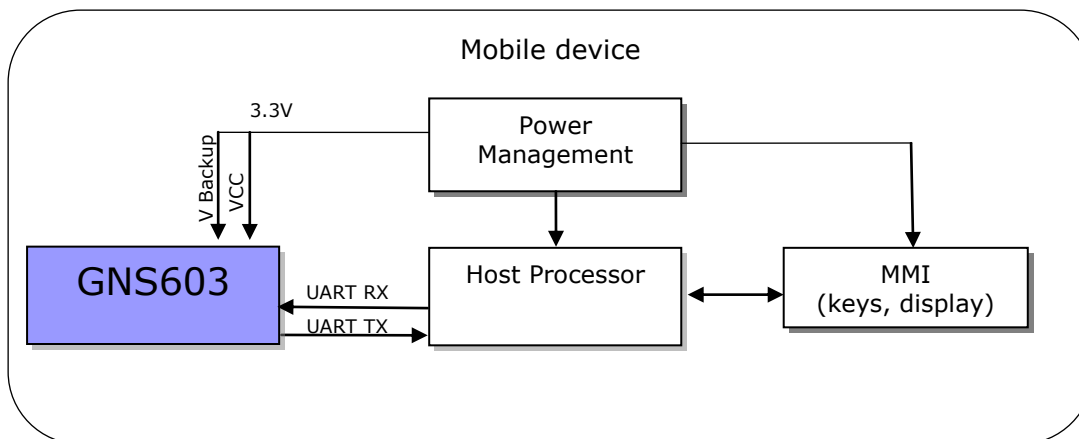 Mobile device
3.3V
Power
Management
V Backup
VCC
GNS603
Host Processor
MMI
(keys, display)
UART RX
UART TX